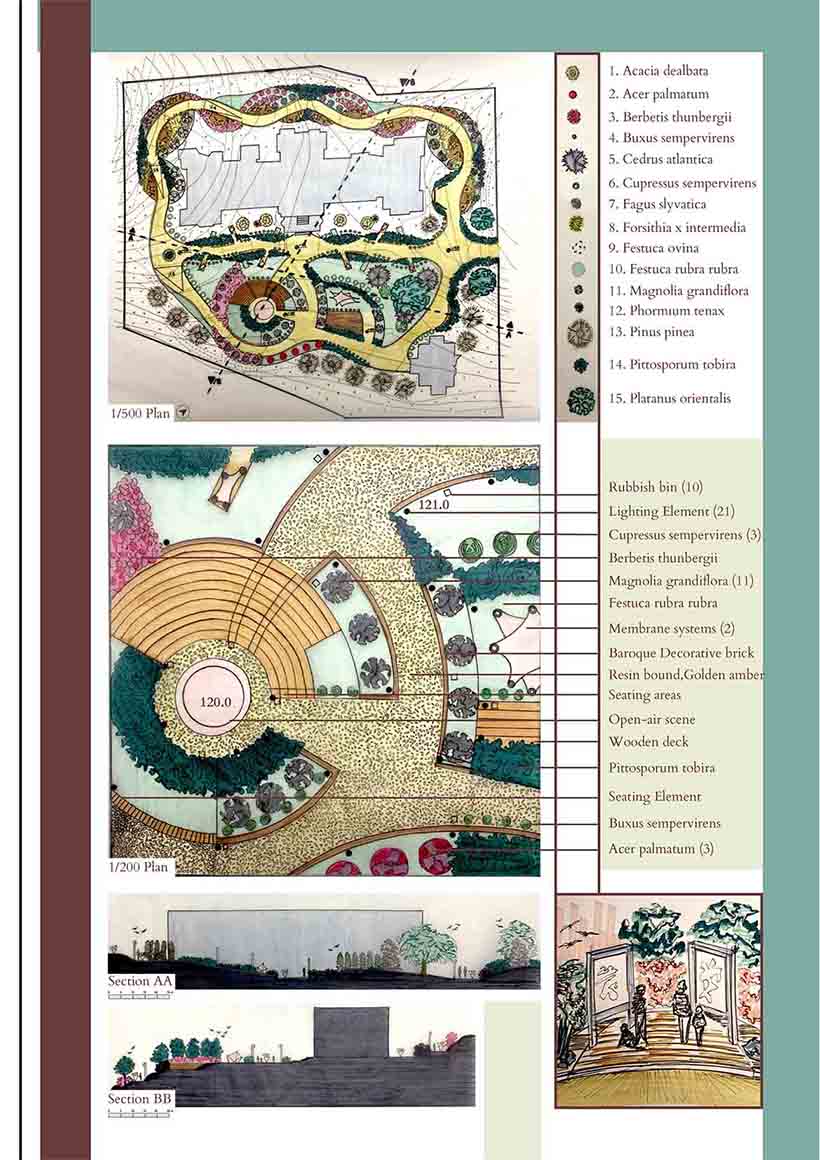 1. Acacia dealbata
2. Acer palmatum
3. Berbetis thunbergii
4. Buxus sempervirens
5. Cedrus atlantica
6. Cupressus sempervirens
7. Fagus slyvatica
8. Forsithia x intermedia
9. Festuca ovina
10. Festuca rubra rubra
11. Magnolia grandiflora
12. Phormium tenax
13. Pinus pinea
14. Pittosporum tobira
15. Platanus orientalis
1/500 Plan
121.0
120.0
1/200 Plan
Rubbish bin (10)
Lighting Element (21)
Cupressus sempervirens (3)
Berbetis thunbergii
Magnolia grandiflora (11)
Festuca rubra rubra
Membrane systems (2)
Baroque Decorative brick
Resin bound,Golden amber
Seating areas
Open-air scene
Wooden deck
Pittosporum tobira
Seating Element
Buxus sempervirens
Acer palmatum (3)
Section AA
Section BB